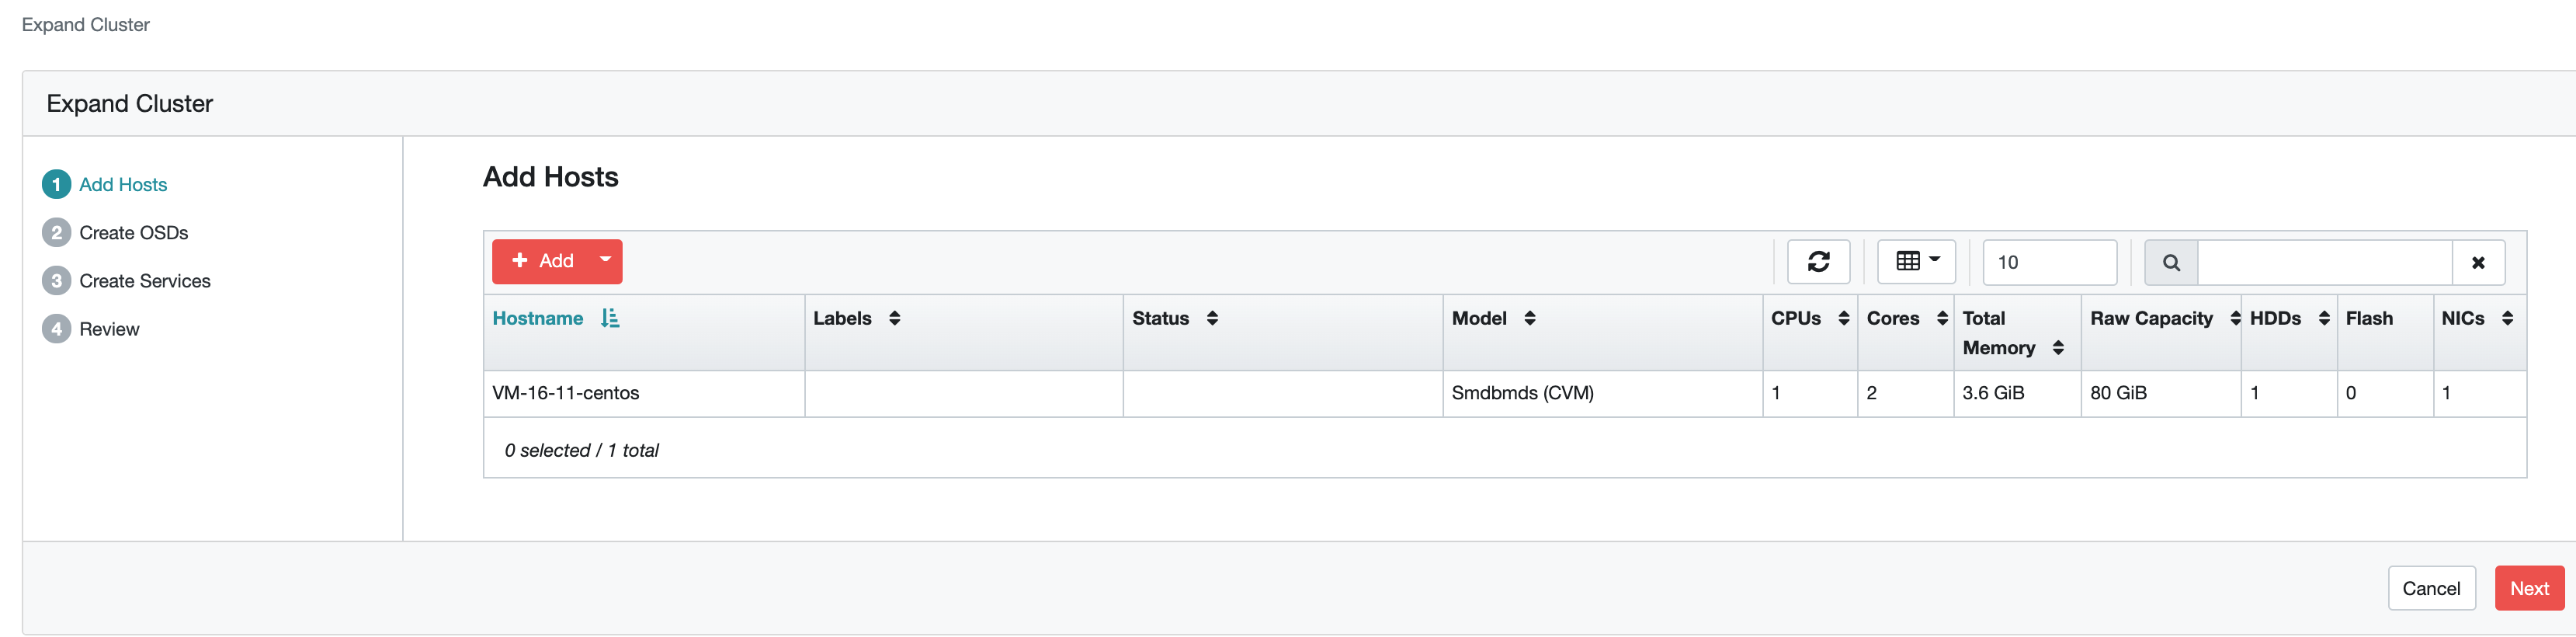 Expand Cluster
Expand Cluster
1 Add Hosts
2 Create OSDs
3 Create Services
4 Review
Add Hosts
Add
10
Hostname Labels Status Model CPUs Cores Total Memory Raw Capacity HDDs Flash NICs
VM-16-11-centos Smdbmds (CVM) 1 2 3.6 GiB 80 GiB 1 0 1
0 selected / 1 total
Cancel Next